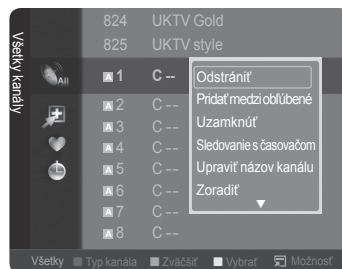 Všetky kanály
824 UKTV Gold
825 UKTV style
All
A 1 C --
A 2 C --
A 3 C --
A 4 C --
A 5 C --
A 6 C --
A 7 C --
A 8 C --
Odstrániť
Pridať medzi obľúbené
Uzamknúť
Sledovanie s časovačom
Upraviť názov kanálu
Zoradiť
Všetky Typ kanála Zväčšiť Vybrať Možnosť